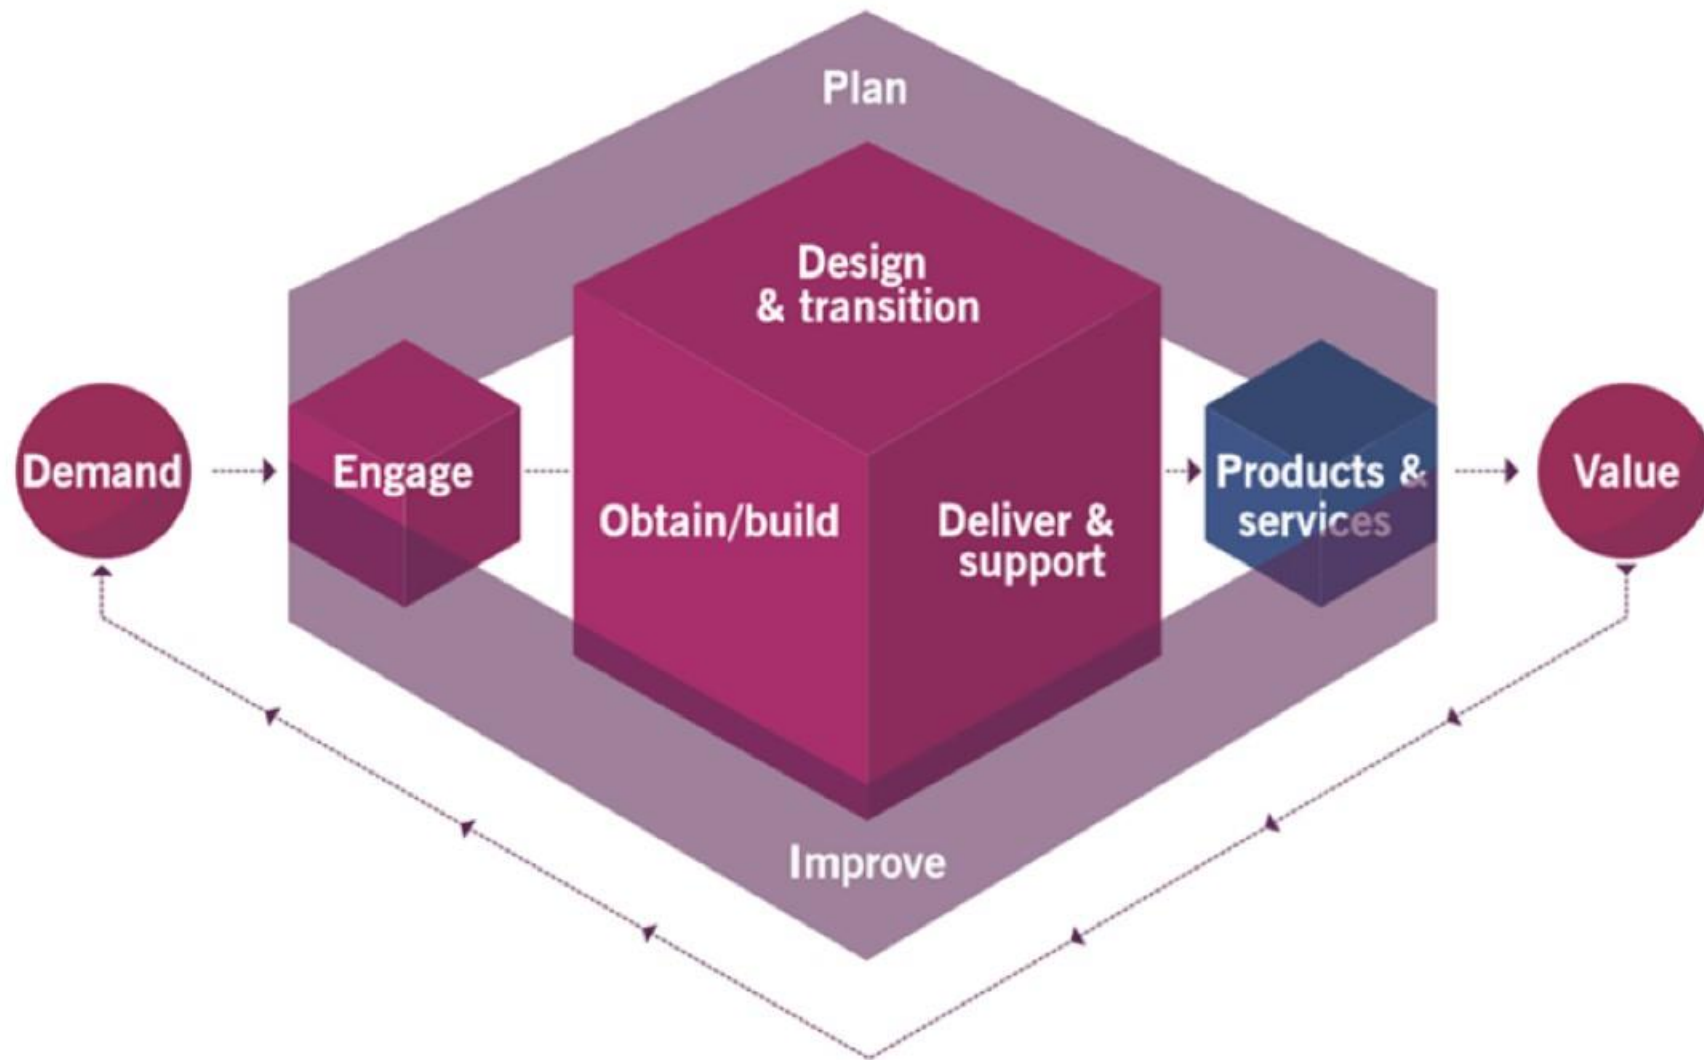 Plan
Design
& transition
Demand
Engage
Obtain/build
Deliver &
support
Products &
services
Value
Improve